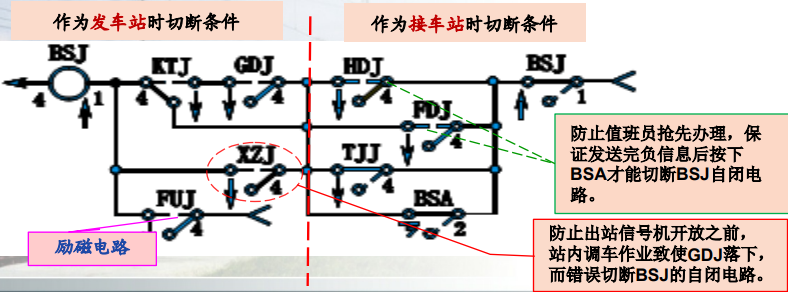 作为发车站时切断条件
作为接车站时切断条件
BSJ
KTJ
GDJ
HDJ
BSJ
4
1
4
4
4
1
FDJ
4
XZJ
TJJ
4
4
FUJ
BSA
4
2
励磁电路
防止值班员抢先办理，保
证发送完负信息后按下
BSA才能切断BSJ自闭电
路。
防止出站信号机开放之前，
站内调车作业致使GDJ落下，
而错误切断BSJ的自闭电路。